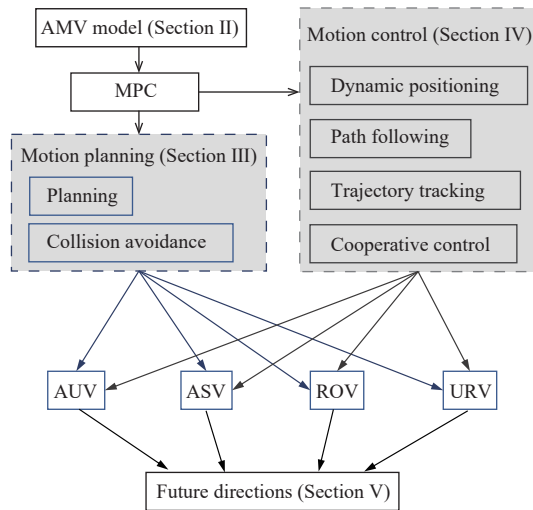 AMV model (Section II)
MPC
Motion planning (Section III)
Planning
Collision avoidance
Motion control (Section IV)
Dynamic positioning
Path following
Trajectory tracking
Cooperative control
AUV
ASV
ROV
URV
Future directions (Section V)